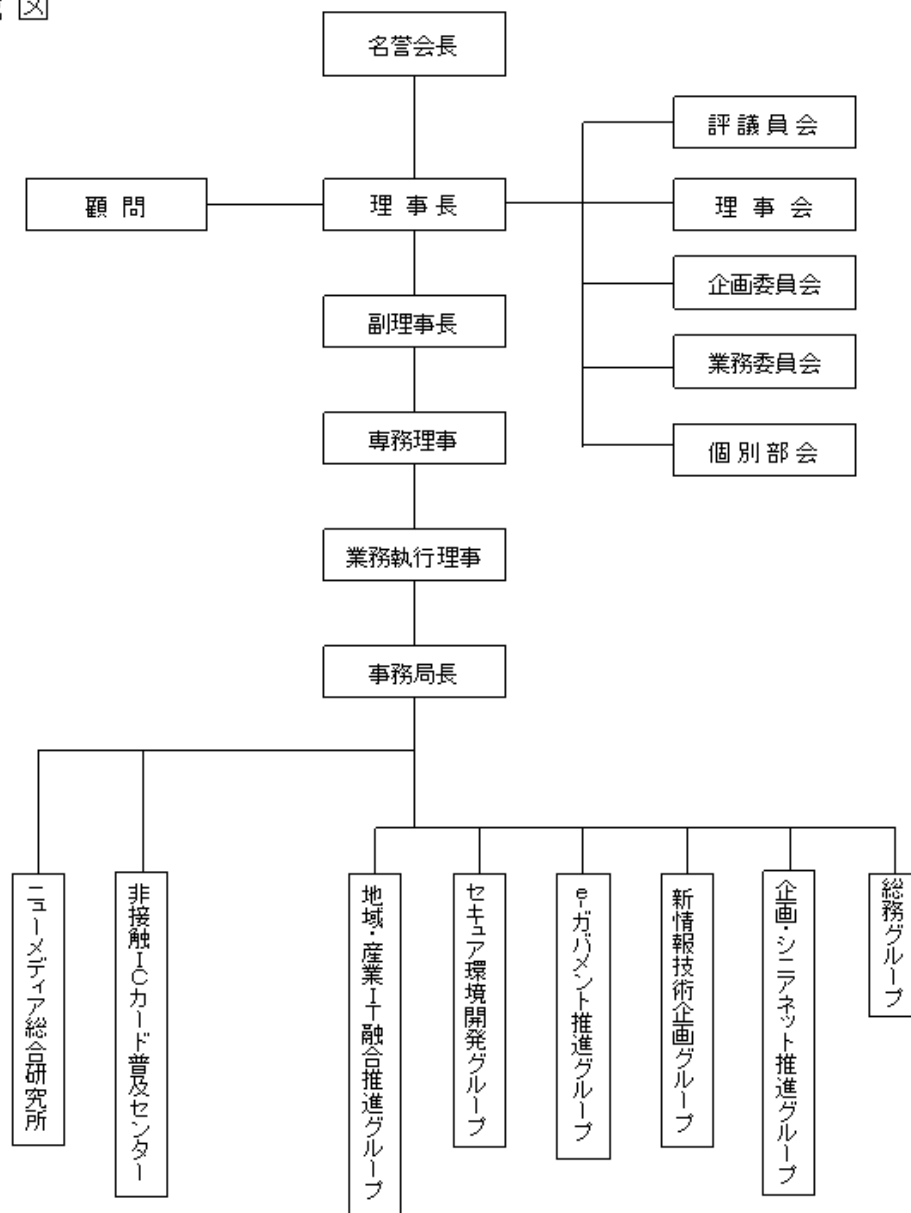 図
名誉会長
評議員会
顧問
理事長
理事会
企画委員会
副理事長
業務委員会
専務理事
個別部会
業務執行理事
事務局長
ニューメディア総合研究所
非接触ICカード普及センター
地域・産業IT融合推進グループ
セキュア環境開発グループ
e-ガバメント推進グループ
新情報技術企画グループ
企画・シニアネット推進グループ
総務グループ